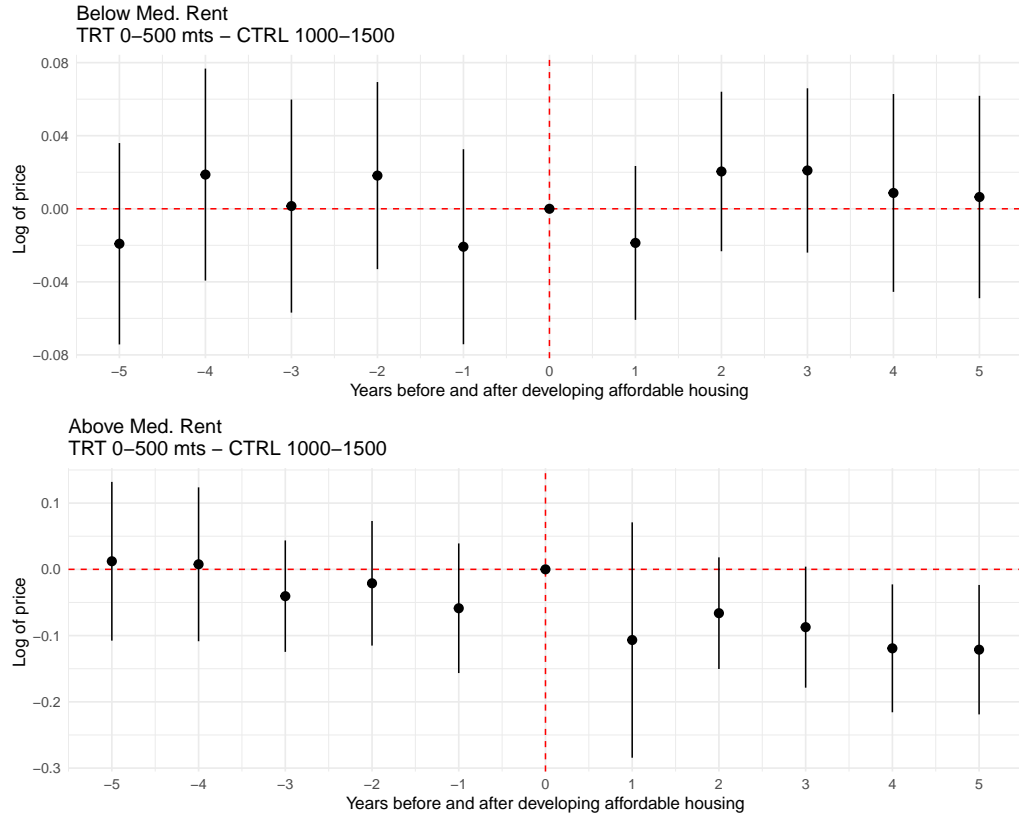 Below Med. Rent
TRT 0−500 mts − CTRL 1000−1500
0.08
0.04
0.00
−0.04
−0.08
Log of price
−5 −4 −3 −2 −1 0 1 2 3 4 5
Years before and after developing affordable housing
Above Med. Rent
TRT 0−500 mts − CTRL 1000−1500
0.1
0.0
−0.1
−0.2
−0.3
Log of price
−5 −4 −3 −2 −1 0 1 2 3 4 5
Years before and after developing affordable housing